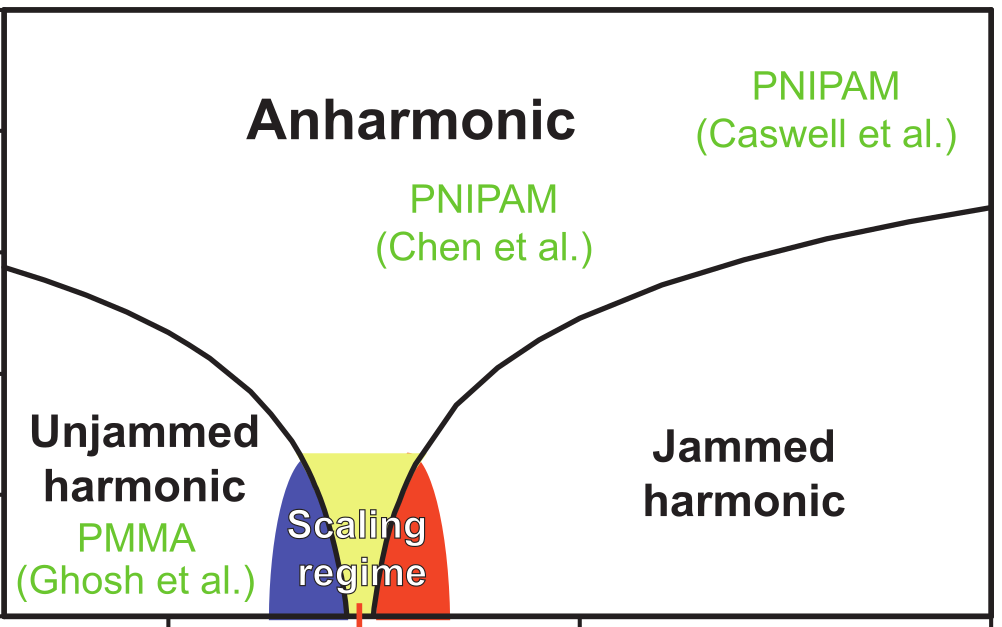 PNIPAM
(Caswell et al.)
Anharmonic
PNIPAM
(Chen et al.)
Unjammed
harmonic
PMMA
(Ghosh et al.)
Scaling
regime
Jammed
harmonic